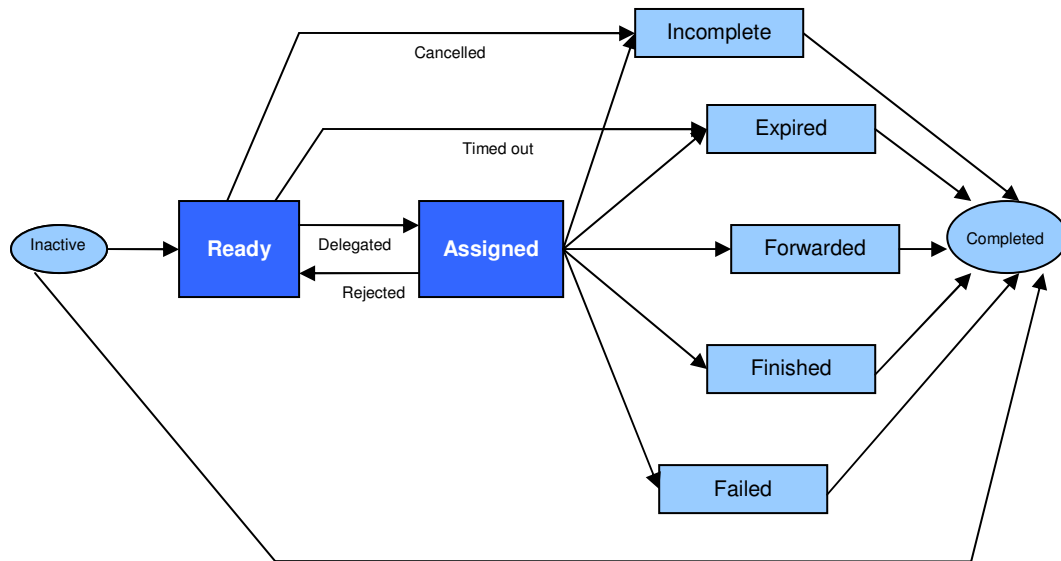 Incomplete
Cancelled
Expired
Timed out
Inactive
Ready
Delegated
Rejected
Assigned
Forwarded
Completed
Finished
Failed